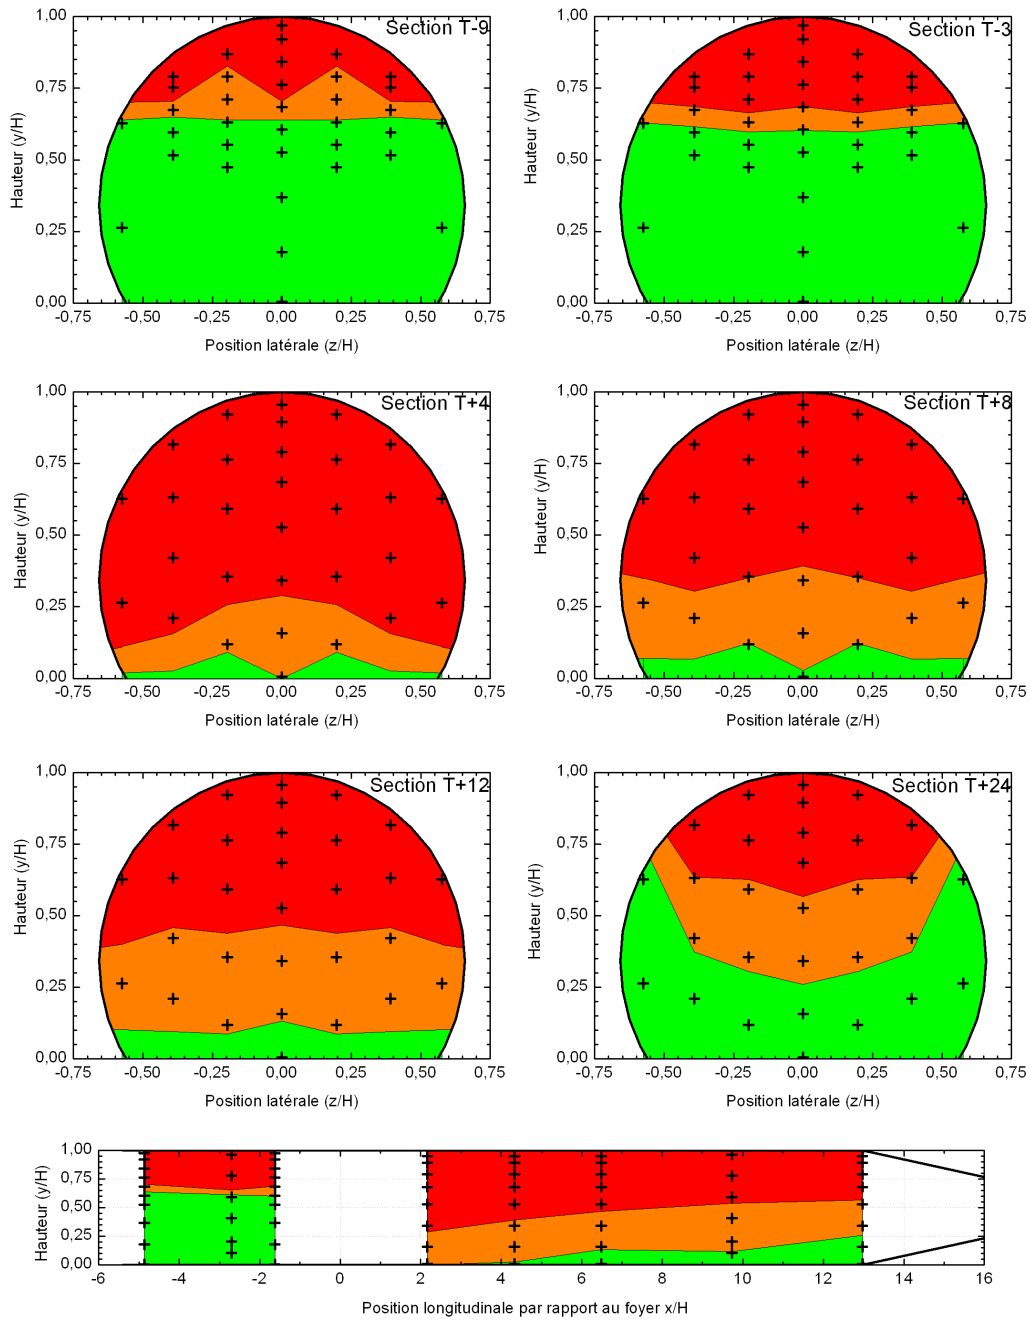 1,00
0,75
0,50
0,25
0,00
Hauteur (y/H)
Section T-9
-0,75 -0,50 -0,25 0,00 0,25 0,50 0,75
Position latérale (z/H)
1,00
0,75
0,50
0,25
0,00
Hauteur (y/H)
Section T-3
-0,75 -0,50 -0,25 0,00 0,25 0,50 0,75
Position latérale (z/H)
1,00
0,75
0,50
0,25
0,00
Hauteur (y/H)
Section T+4
-0,75 -0,50 -0,25 0,00 0,25 0,50 0,75
Position latérale (z/H)
1,00
0,75
0,50
0,25
0,00
Hauteur (y/H)
Section T+8
-0,75 -0,50 -0,25 0,00 0,25 0,50 0,75
Position latérale (z/H)
1,00
0,75
0,50
0,25
0,00
Hauteur (y/H)
Section T+12
-0,75 -0,50 -0,25 0,00 0,25 0,50 0,75
Position latérale (z/H)
1,00
0,75
0,50
0,25
0,00
Hauteur (y/H)
Section T+24
-0,75 -0,50 -0,25 0,00 0,25 0,50 0,75
Position latérale (z/H)
1,00
0,75
0,50
0,25
0,00
Hauteur (y/H)
-6 -4 -2 0 2 4 6 8 10 12 14 16
Position longitudinale par rapport au foyer x/H